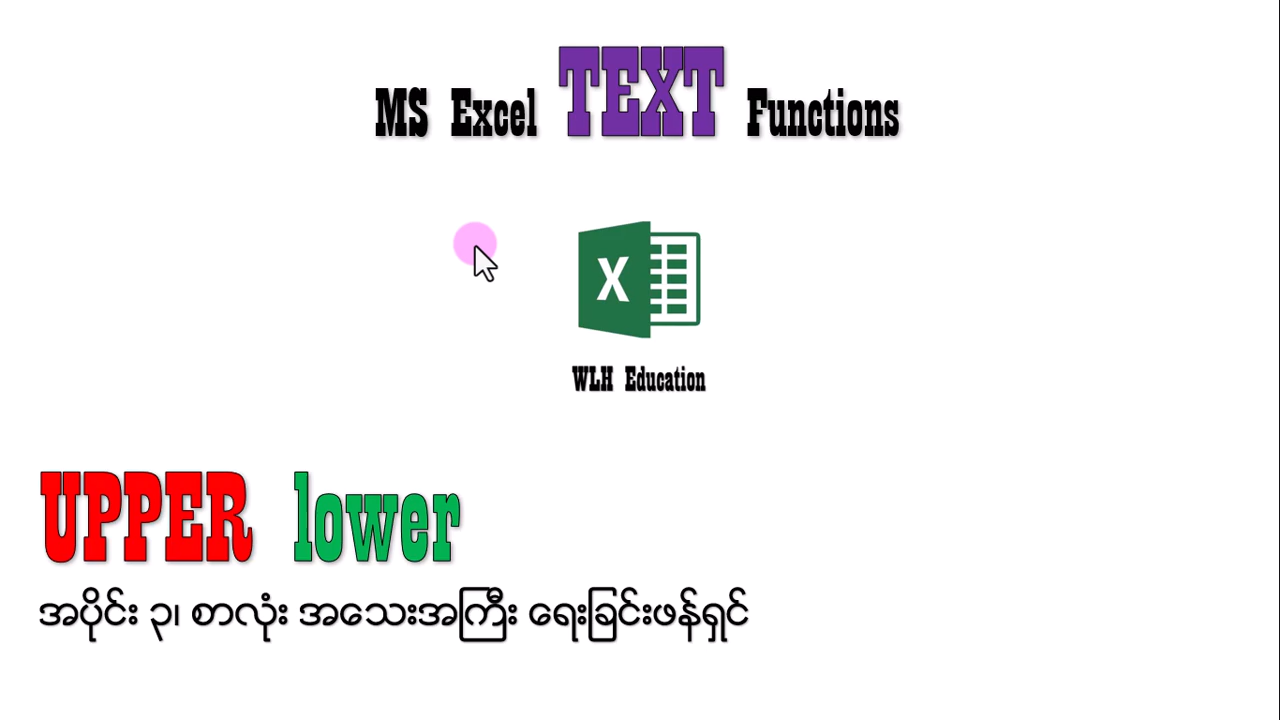 MS Excel TEXT Functions
X
WLH Education
UPPER lower
အပိုင်း ၃၊ စာလုံး အသေးအကြီး ရေးခြင်းဖန်ရှင်